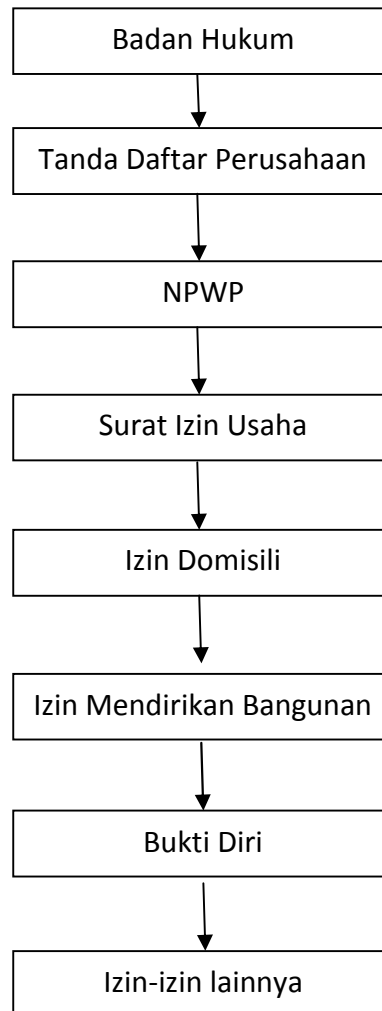 Badan Hukum
Tanda Daftar Perusahaan
NPWP
Surat Izin Usaha
Izin Domisili
Izin Mendirikan Bangunan
Bukti Diri
Izin-izin lainnya